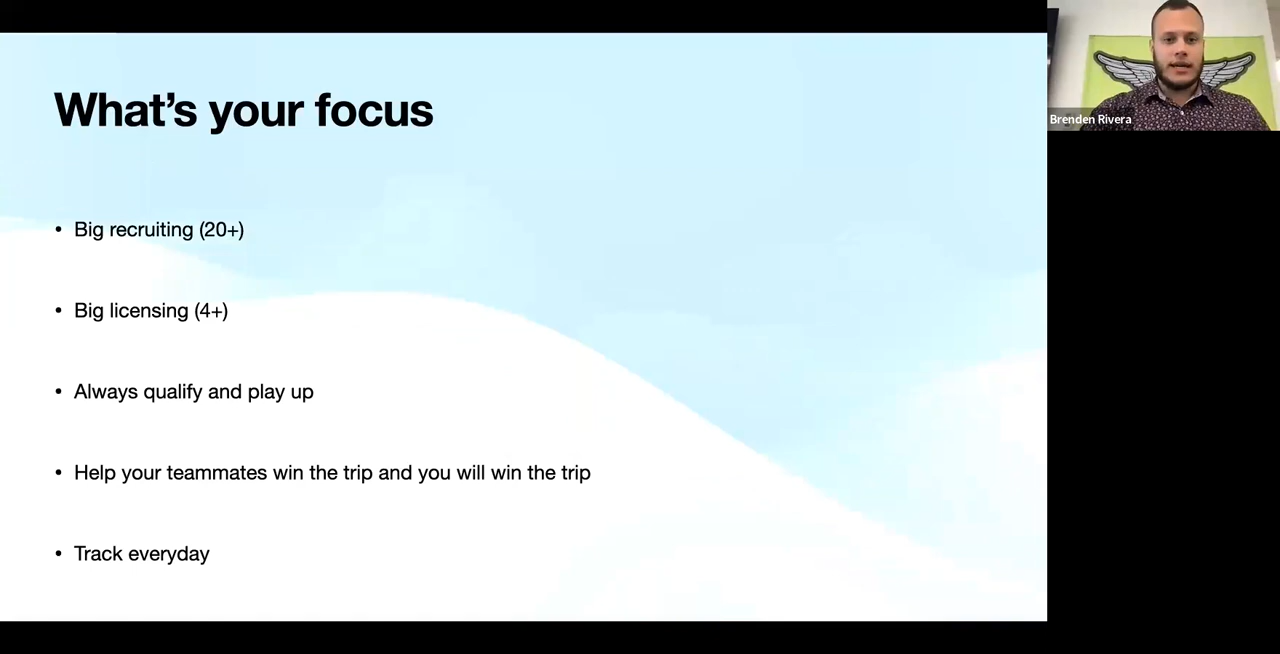 What's your focus
• Big recruiting (20+)
• Big licensing (4+)
• Always qualify and play up
• Help your teammates win the trip and you will win the trip
• Track everyday
Brenden Rivera